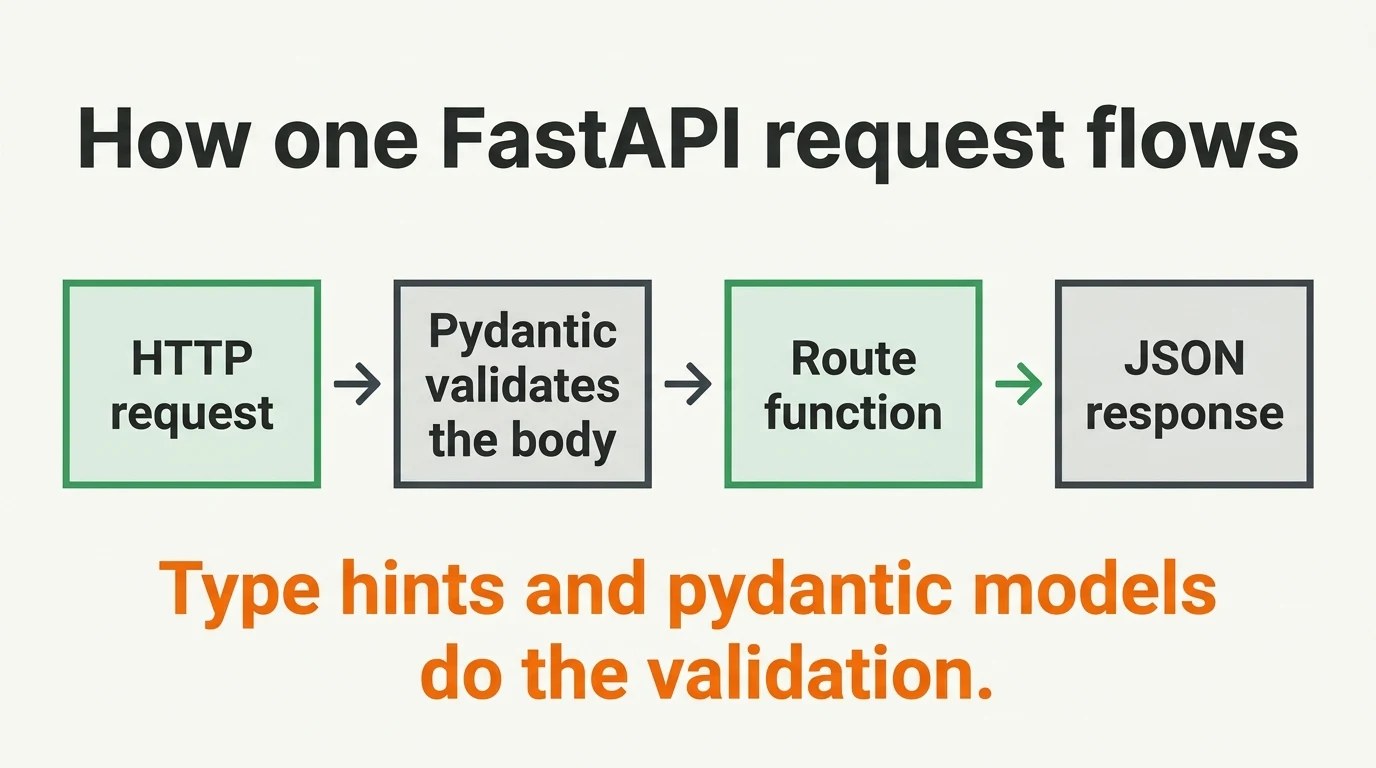 How one FastAPI request flows
HTTP
request
Pydantic
validates
the body
Route
function
JSON
response
Type hints and pydantic models
do the validation.